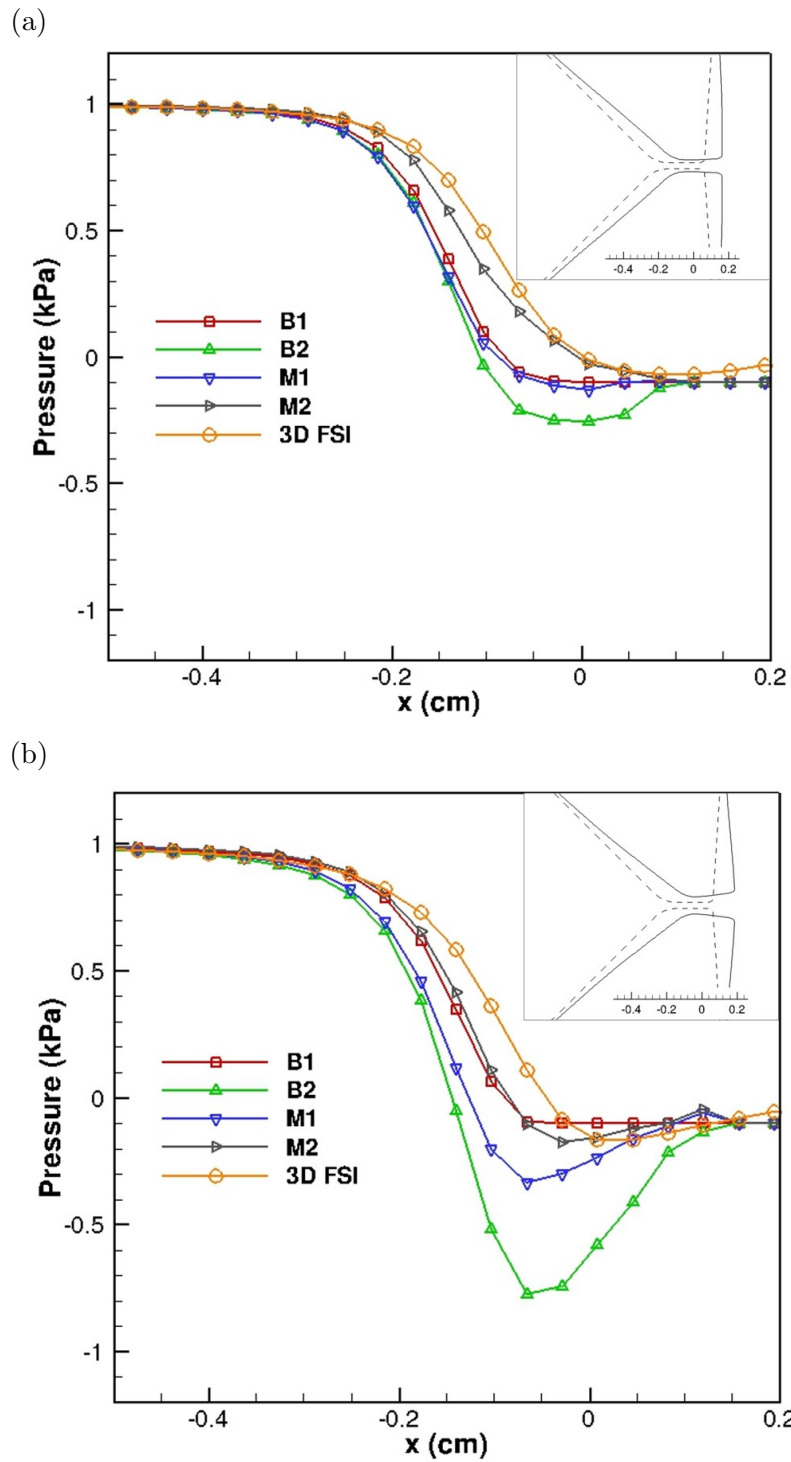 (a)
Pressure (kPa)
1
0.5
0
-0.5
-1
-0.4
-0.2
0
0.2
x (cm)
B1
B2
M1
M2
3D FSI
-0.4 -0.2 0 0.2
(b)
Pressure (kPa)
1
0.5
0
-0.5
-1
-0.4
-0.2
0
0.2
x (cm)
B1
B2
M1
M2
3D FSI
-0.4 -0.2 0 0.2